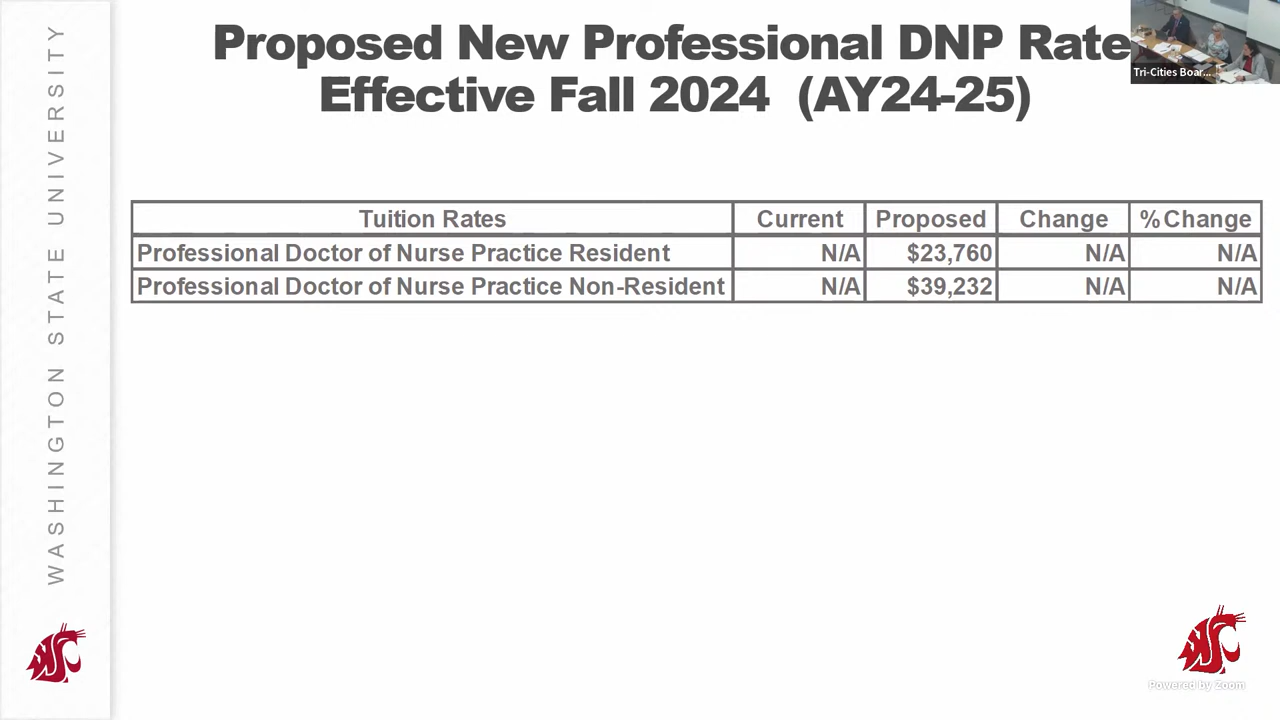 Proposed New Professional DNP Rate
Effective Fall 2024 (AY24-25)
Tri-Cities Boar...
WASHINGTON STATE UNIVERSITY
Tuition Rates Current Proposed Change % Change
Professional Doctor of Nurse Practice Resident N/A $23,760 N/A N/A
Professional Doctor of Nurse Practice Non-Resident N/A $39,232 N/A N/A
Powered by Zoom